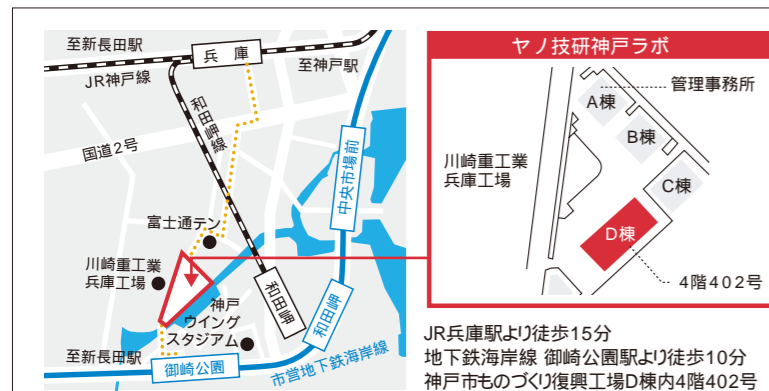 至新長田駅
兵庫
至神戸駅
JR神戸線
和田岬線
国道2号
中央市場前
富士通テン
川崎重工業
兵庫工場
神戸
ウイング
スタジアム
和田岬
和田岬
至新長田駅
御崎公園
市営地下鉄海岸線
ヤノ技研神戸ラボ
管理事務所
A棟
B棟
川崎重工業
兵庫工場
C棟
D棟
4階402号
JR兵庫駅より徒歩15分
地下鉄海岸線 御崎公園駅より徒歩10分
神戸市ものづくり復興工場D棟内4階402号